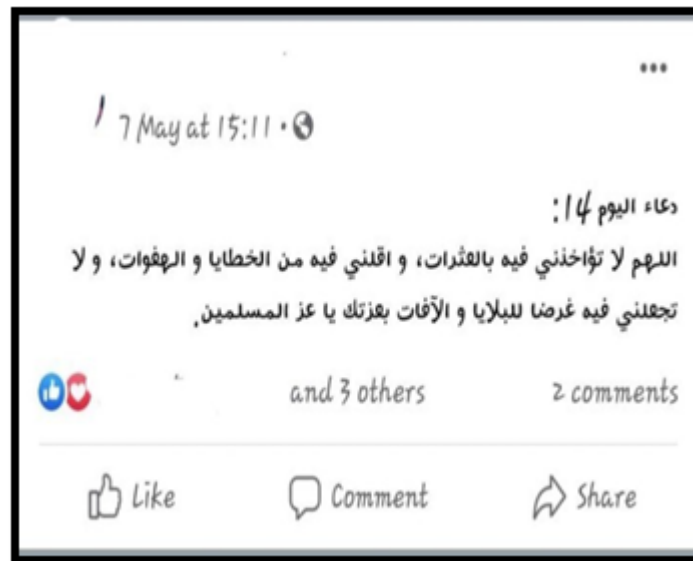 7 May at 15:11 ·
دعاء اليوم 14:
اللهم لا تؤاخذني فيه بالعثرات، و اقلني فيه من الخطايا و الهفوات، و لا
تجعلني فيه غرضا للبلايا و الآفات بعزتك يا عز المسلمين.
and 3 others 2 comments
Like Comment Share